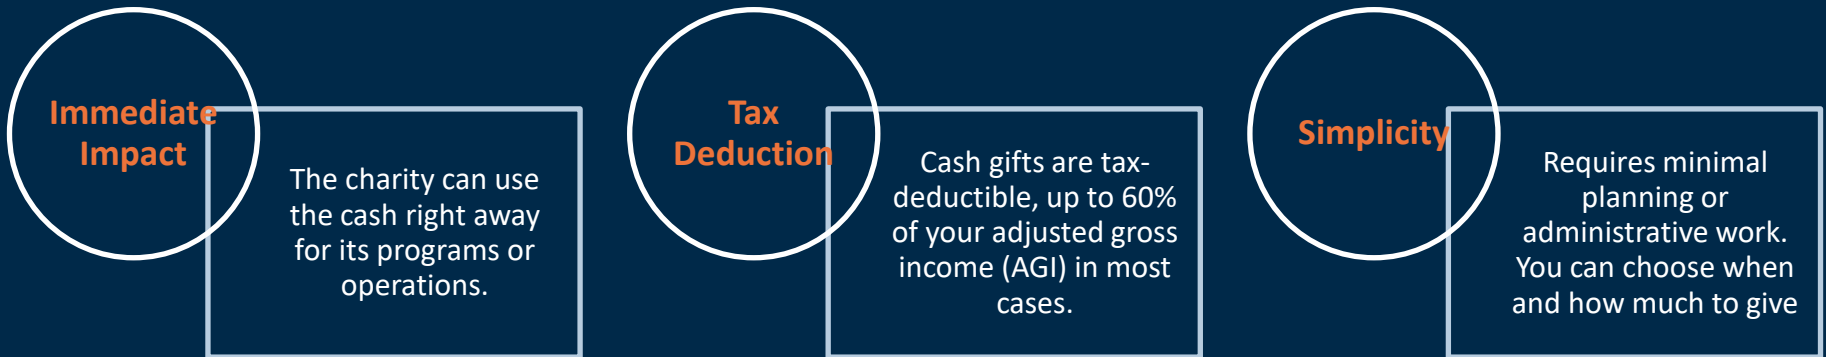 Immediate
Impact
The charity can use
the cash right away
for its programs or
operations.
Tax
Deduction
Cash gifts are tax-
deductible, up to 60%
of your adjusted gross
income (AGI) in most
cases.
Simplicity
Requires minimal
planning or
administrative work.
You can choose when
and how much to give